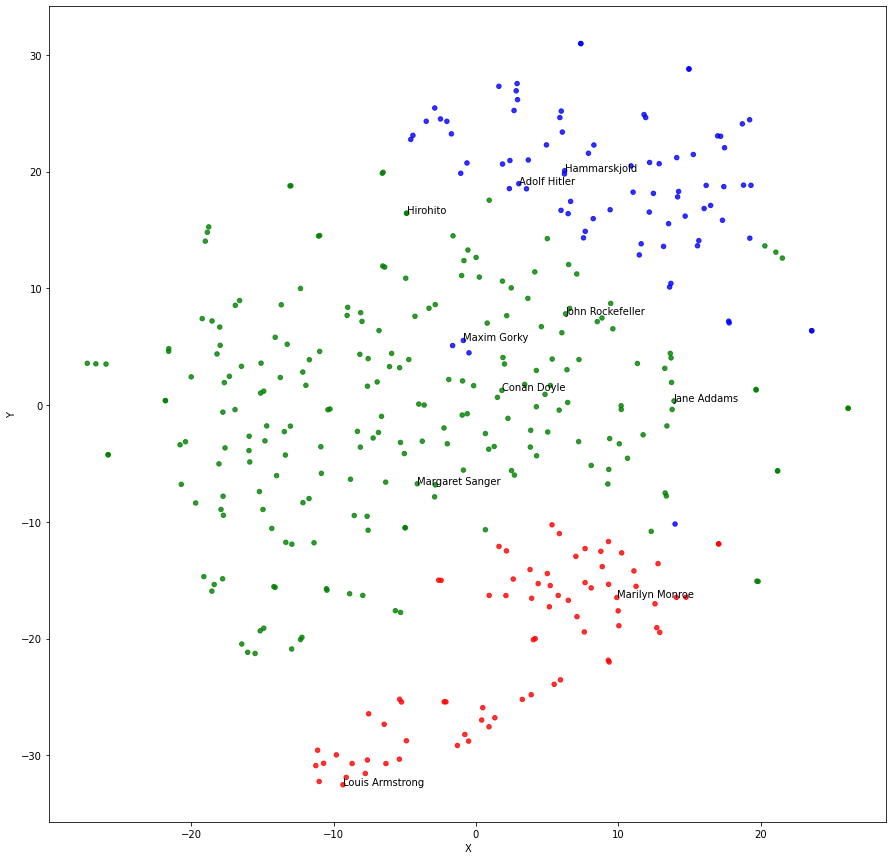 30
20
10
0
−10
−20
−30
Y
Hammarskjold
Adolf Hitler
Hirohito
John Rockefeller
Maxim Gorky
Conan Doyle
Jane Addams
Margaret Sanger
Marilyn Monroe
Louis Armstrong
−20 −10 0 10 20
X